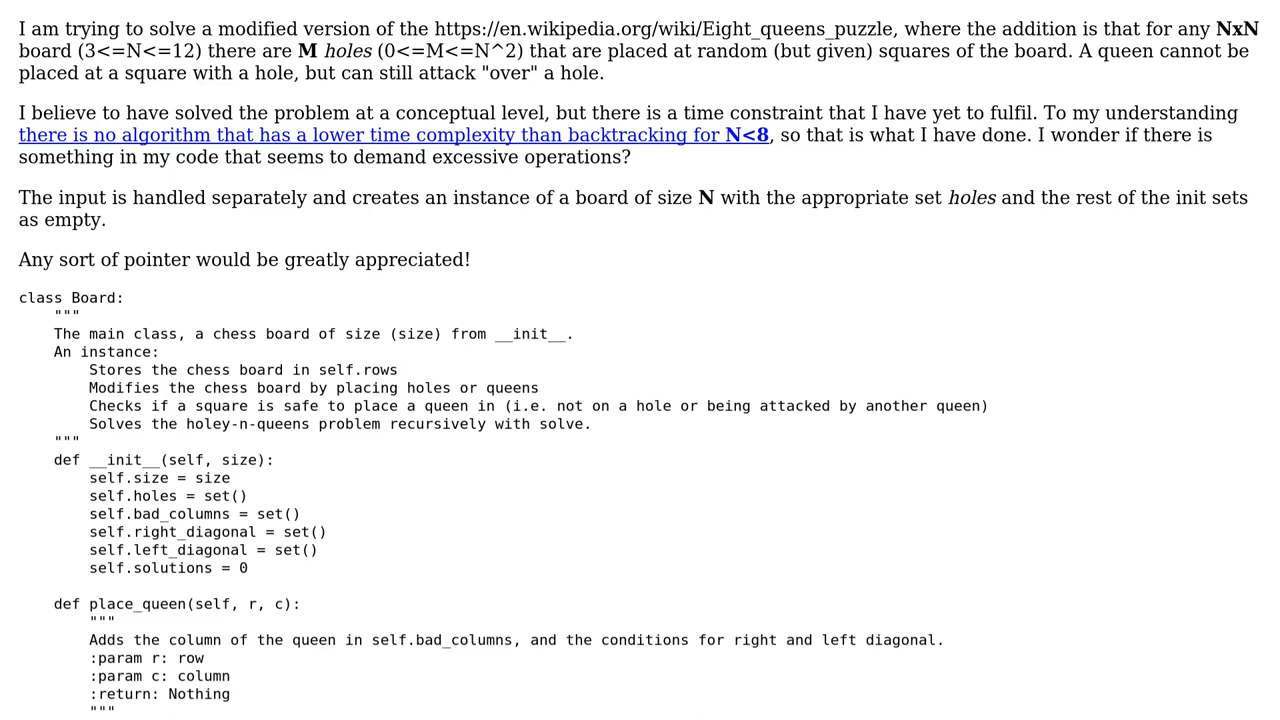 I am trying to solve a modified version of the https://en.wikipedia.org/wiki/Eight_queens_puzzle, where the addition is that for any NxN
board (3<=N<=12) there are M holes (0<=M<=N^2) that are placed at random (but given) squares of the board. A queen cannot be
placed at a square with a hole, but can still attack "over" a hole.
I believe to have solved the problem at a conceptual level, but there is a time constraint that I have yet to fulfil. To my understanding
there is no algorithm that has a lower time complexity than backtracking for N<8, so that is what I have done. I wonder if there is
something in my code that seems to demand excessive operations?
The input is handled separately and creates an instance of a board of size N with the appropriate set holes and the rest of the init sets
as empty.
Any sort of pointer would be greatly appreciated!
class Board:
    """
    The main class, a chess board of size (size) from __init__.
    An instance:
        Stores the chess board in self.rows
        Modifies the chess board by placing holes or queens
        Checks if a square is safe to place a queen in (i.e. not on a hole or being attacked by another queen)
        Solves the holey-n-queens problem recursively with solve.
    """
    def __init__(self, size):
        self.size = size
        self.holes = set()
        self.bad_columns = set()
        self.right_diagonal = set()
        self.left_diagonal = set()
        self.solutions = 0
    def place_queen(self, r, c):
        """
        Adds the column of the queen in self.bad_columns, and the conditions for right and left diagonal.
        :param r: row
        :param c: column
        :return: Nothing
        """